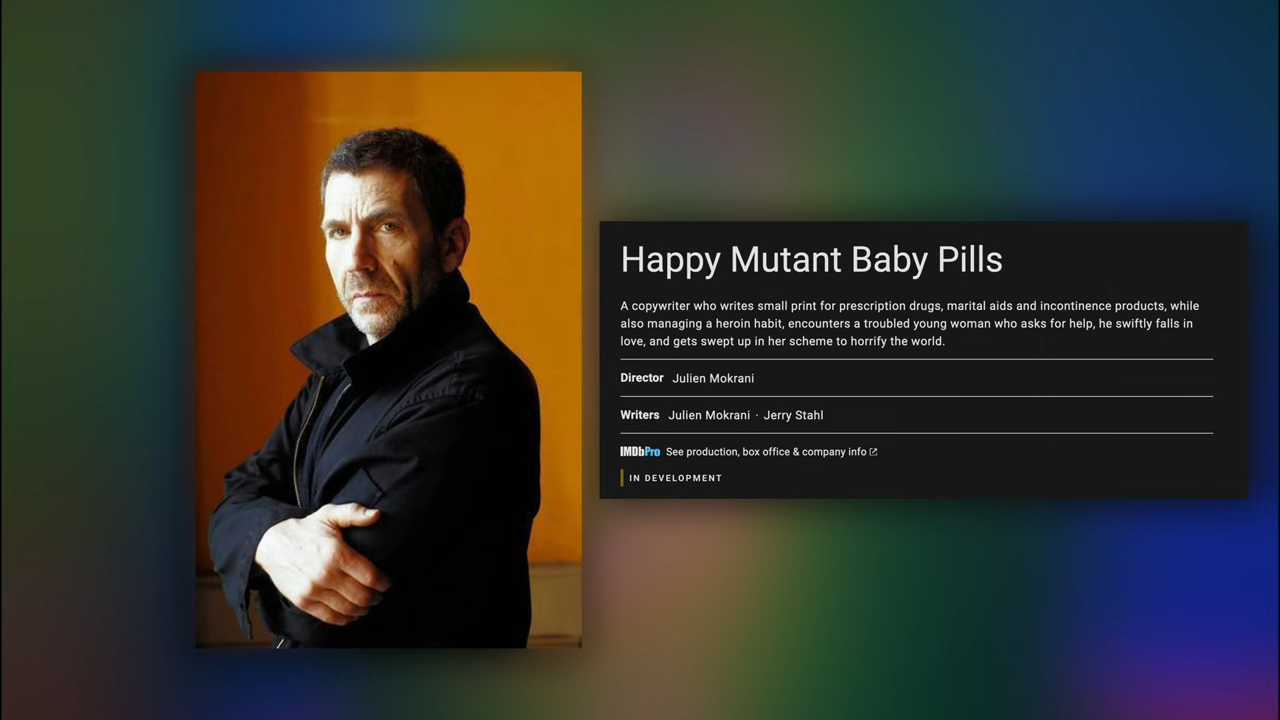 Happy Mutant Baby Pills
A copywriter who writes small print for prescription drugs, marital aids and incontinence products, while
also managing a heroin habit, encounters a troubled young woman who asks for help, he swiftly falls in
love, and gets swept up in her scheme to horrify the world.
Director Julien Mokrani
Writers Julien Mokrani · Jerry Stahl
IMDbPro See production, box office & company info
IN DEVELOPMENT